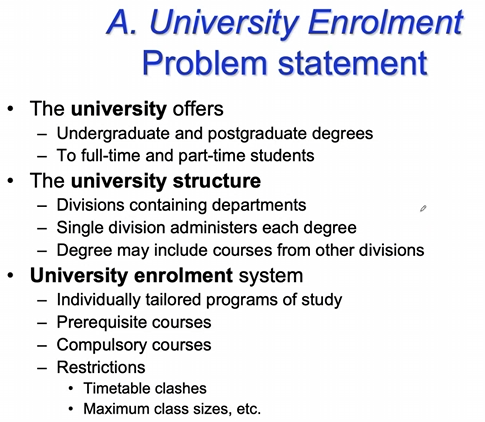 A. University Enrolment
Problem statement
• The university offers
– Undergraduate and postgraduate degrees
– To full-time and part-time students
• The university structure
– Divisions containing departments
– Single division administers each degree
– Degree may include courses from other divisions
• University enrolment system
– Individually tailored programs of study
– Prerequisite courses
– Compulsory courses
– Restrictions
• Timetable clashes
• Maximum class sizes, etc.